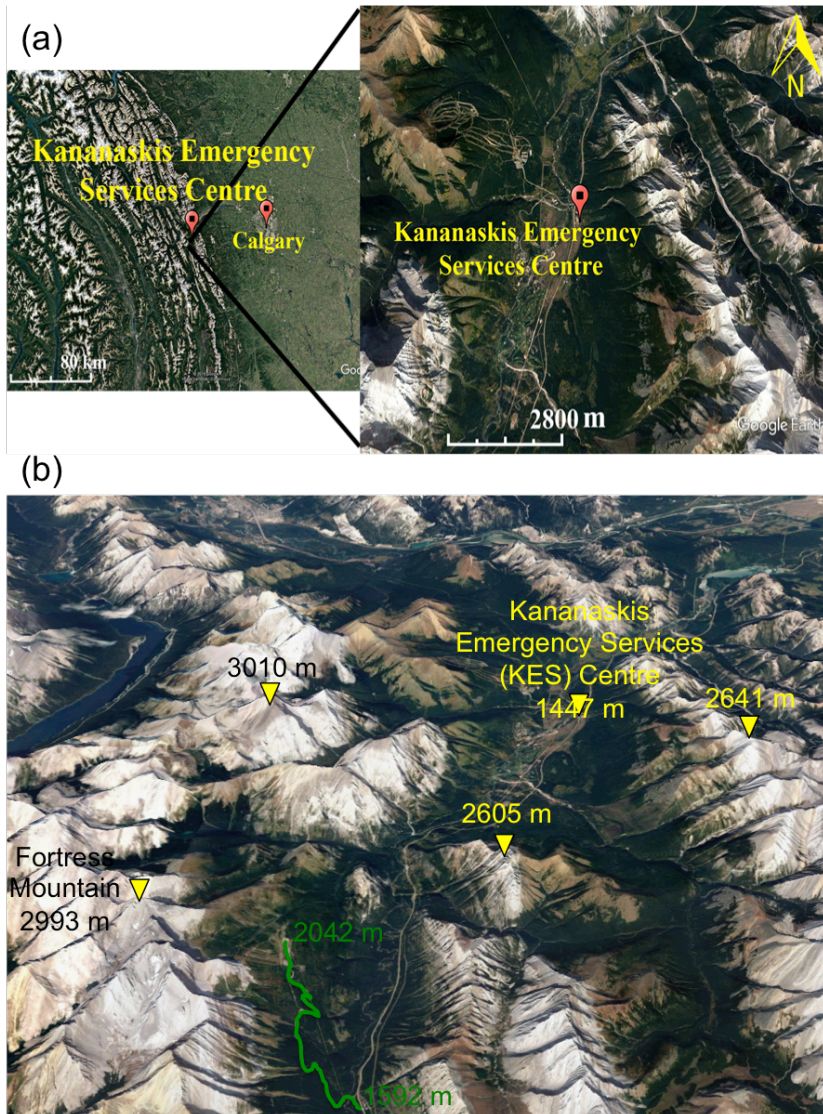 (a)
N
Kananaskis Emergency
Services Centre
Calgary
80 km
Goo
Kananaskis Emergency
Services Centre
2800 m
Google Earth
(b)
Kananaskis
Emergency Services
(KES) Centre
1447 m
3010 m
2641 m
2605 m
Fortress
Mountain
2993 m
2042 m
1592 m